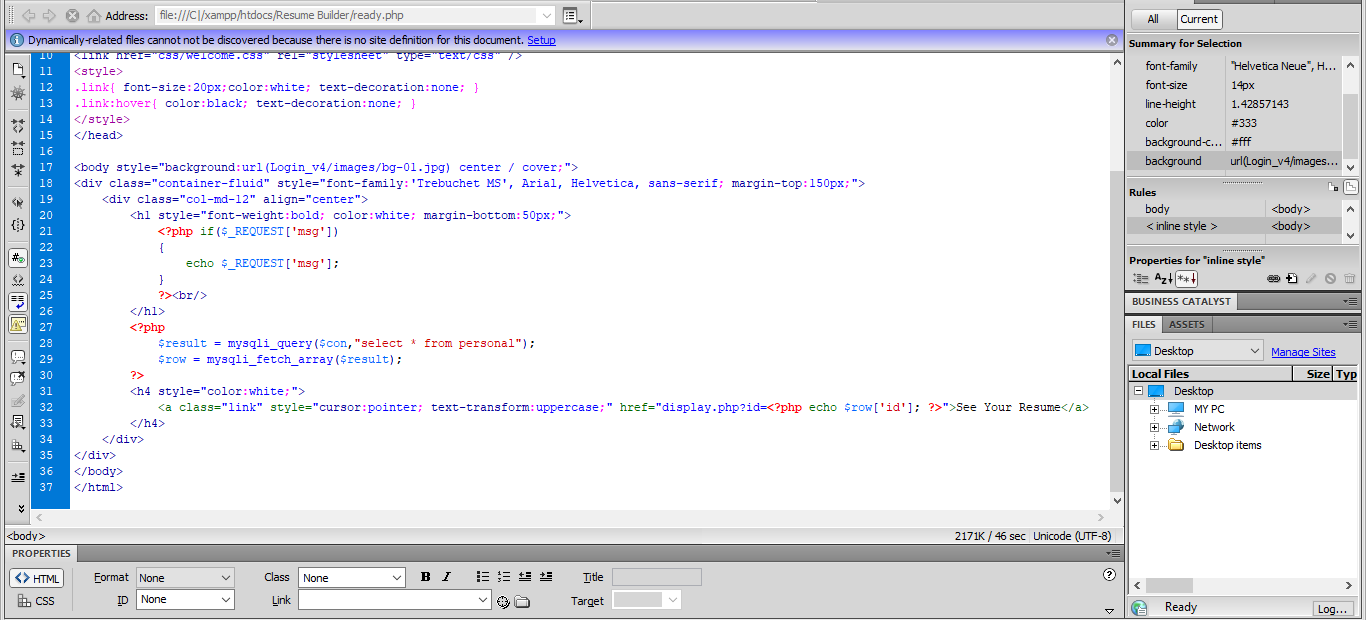 Address: file:///C|/xampp/htdocs/Resume Builder/ready.php
Dynamically-related files cannot not be discovered because there is no site definition for this document. Setup
10 <link href="css/welcome.css" rel="stylesheet" type="text/css" />
11 <style>
12 .link{ font-size:20px;color:white; text-decoration:none; }
13 .link:hover{ color:black; text-decoration:none; }
14 </style>
15 </head>
16
17 <body style="background:url(Login_v4/images/bg-01.jpg) center / cover;">
18 <div class="container-fluid" style="font-family:'Trebuchet MS', Arial, Helvetica, sans-serif; margin-top:150px;">
19 <div class="col-md-12" align="center">
20 <h1 style="font-weight:bold; color:white; margin-bottom:50px;">
21 <?php if($_REQUEST['msg'])
22 {
23 echo $_REQUEST['msg'];
24 }
25 ?><br/>
26 </h1>
27 <?php
28 $result = mysqli_query($con,"select * from personal");
29 $row = mysqli_fetch_array($result);
30 ?>
31 <h4 style="color:white;">
32 <a class="link" style="cursor:pointer; text-transform:uppercase;" href="display.php?id=<?php echo $row['id']; ?>">See Your Resume</a>
33 </h4>
34 </div>
35 </div>
36 </body>
37 </html>
<body> 2171K / 46 sec Unicode (UTF-8)
PROPERTIES
HTML Format None Class None B I Title
CSS ID None Link Target
All Current
Summary for Selection
font-family "Helvetica Neue", H...
font-size 14px
line-height 1.42857143
color #333
background-c... #fff
background url(Login_v4/images...
Rules
body <body>
< inline style > <body>
Properties for "inline style"
BUSINESS CATALYST
FILES ASSETS
Desktop Manage Sites
Local Files Size Typ
Desktop
MY PC
Network
Desktop items
Ready Log...